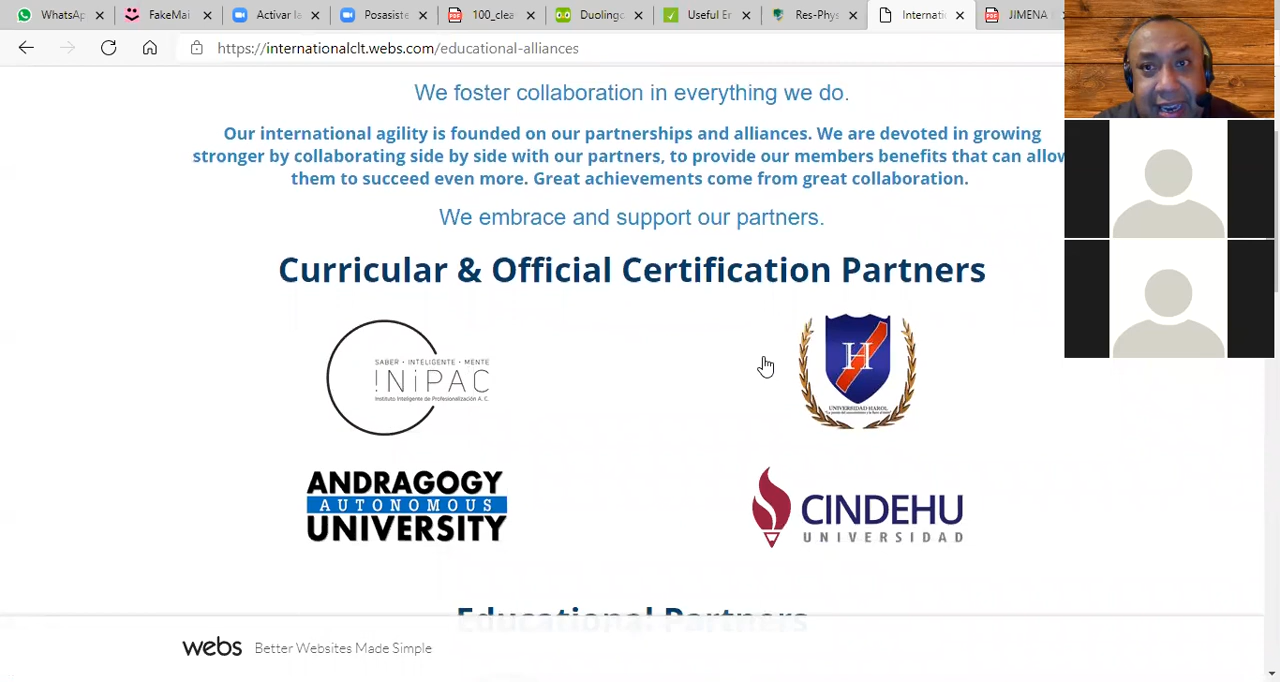 WhatsAp
FakeMai
Activar la
Posasiste
100_clea
Duoling
Useful Er
Res-Phys
Internati
JIMENA
https://internationalclt.webs.com/educational-alliances
We foster collaboration in everything we do.
Our international agility is founded on our partnerships and alliances. We are devoted in growing
stronger by collaborating side by side with our partners, to provide our members benefits that can allow
them to succeed even more. Great achievements come from great collaboration.
We embrace and support our partners.
Curricular & Official Certification Partners
SABER • INTELIGENTE • MENTE
!NiPAC
Instituto Inteligente de Profesionalización A. C.
H
UNIVERSIDAD HAROL
ANDRAGOGY
AUTONOMOUS
UNIVERSITY
CINDEHU
UNIVERSIDAD
Educational Partners
webs Better Websites Made Simple